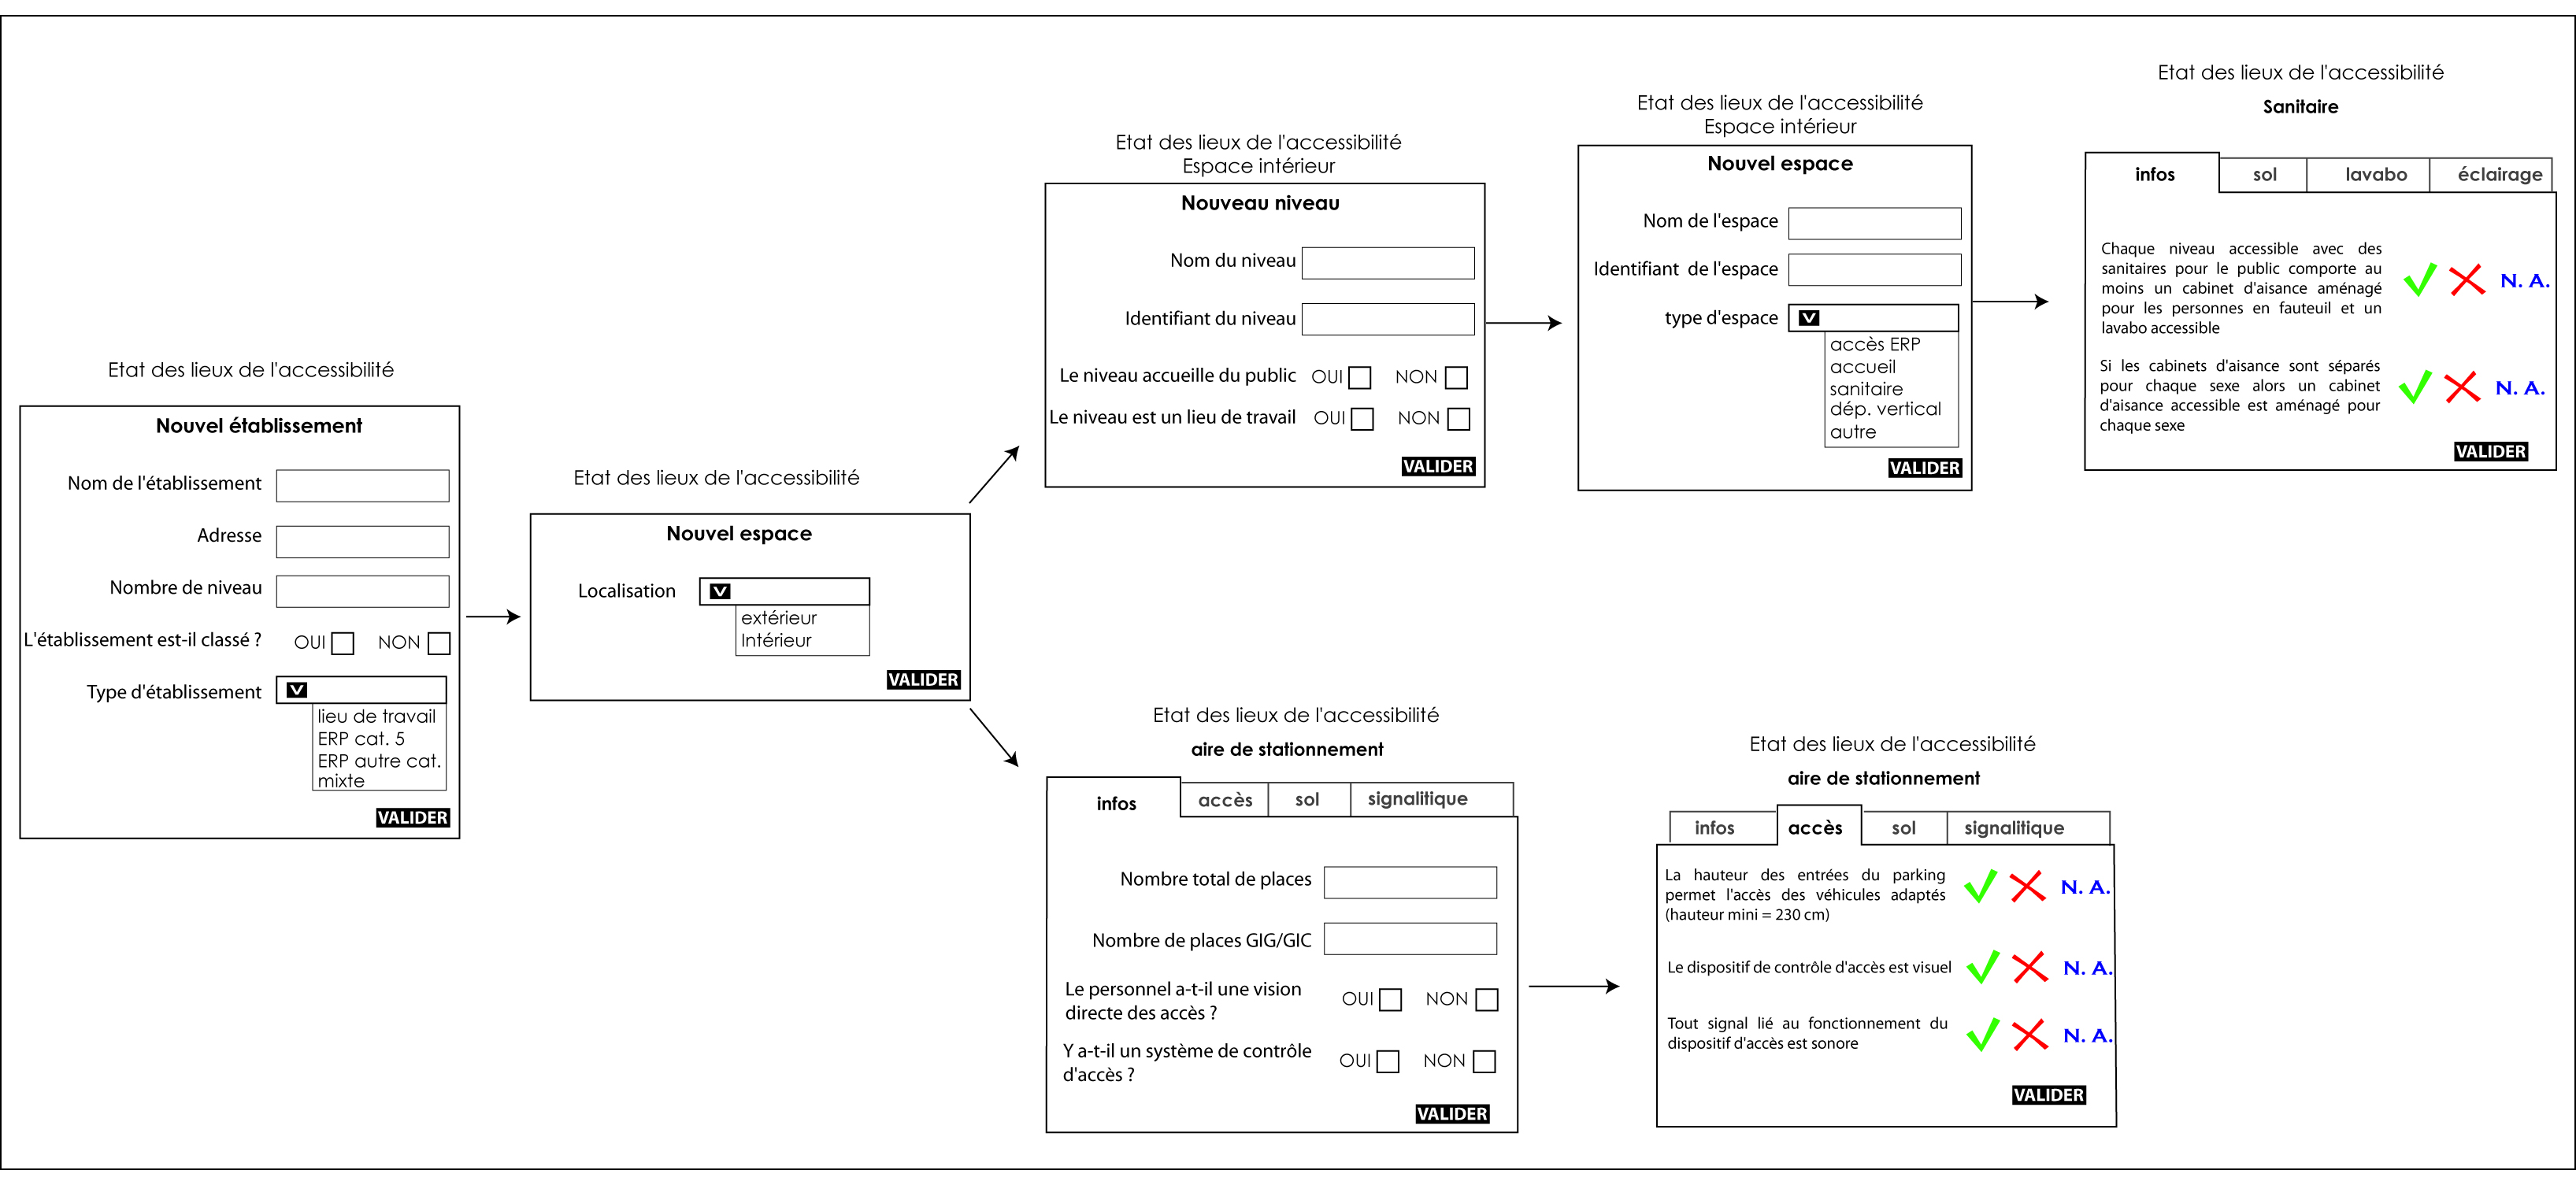 Etat des lieux de l'accessibilité
Nouvel établissement
Nom de l'établissement
Adresse
Nombre de niveau
L'établissement est-il classé ? OUI NON
Type d'établissement V
lieu de travail
ERP cat. 5
ERP autre cat.
mixte
VALIDER
Etat des lieux de l'accessibilité
Nouvel espace
Localisation V
extérieur
Intérieur
VALIDER
Etat des lieux de l'accessibilité
Espace intérieur
Nouveau niveau
Nom du niveau
Identifiant du niveau
Le niveau accueille du public OUI NON
Le niveau est un lieu de travail OUI NON
VALIDER
Etat des lieux de l'accessibilité
Espace intérieur
Nouvel espace
Nom de l'espace
Identifiant de l'espace
type d'espace V
accès ERP
accueil
sanitaire
dép. vertical
autre
VALIDER
Etat des lieux de l'accessibilité
Sanitaire
infos sol lavabo éclairage
Chaque niveau accessible avec des
sanitaires pour le public comporte au
moins un cabinet d'aisance aménagé
pour les personnes en fauteuil et un
lavabo accessible
N. A.
Si les cabinets d'aisance sont séparés
pour chaque sexe alors un cabinet
d'aisance accessible est aménagé pour
chaque sexe
N. A.
VALIDER
Etat des lieux de l'accessibilité
aire de stationnement
infos accès sol signalitique
Nombre total de places
Nombre de places GIG/GIC
Le personnel a-t-il une vision
directe des accès ?
OUI NON
Y a-t-il un système de contrôle
d'accès ?
OUI NON
VALIDER
Etat des lieux de l'accessibilité
aire de stationnement
infos accès sol signalitique
La hauteur des entrées du parking
permet l'accès des véhicules adaptés
(hauteur mini = 230 cm)
N. A.
Le dispositif de contrôle d'accès est visuel N. A.
Tout signal lié au fonctionnement du
dispositif d'accès est sonore
N. A.
VALIDER